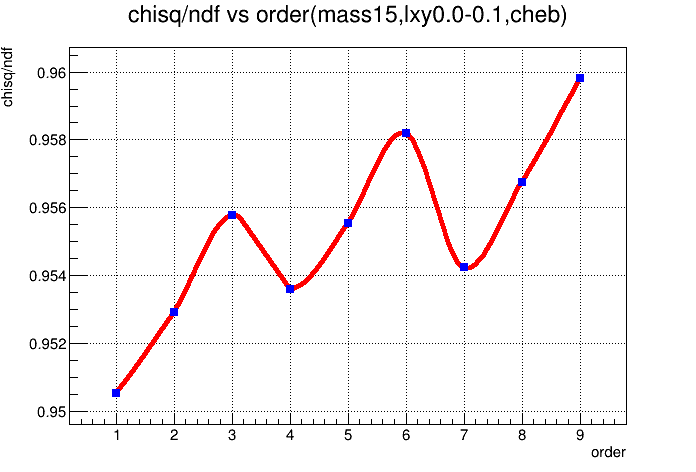 chisq/ndf vs order(mass15,lxy0.0-0.1,cheb)
chisq/ndf
0.96
0.958
0.956
0.954
0.952
0.95
1 2 3 4 5 6 7 8 9
order